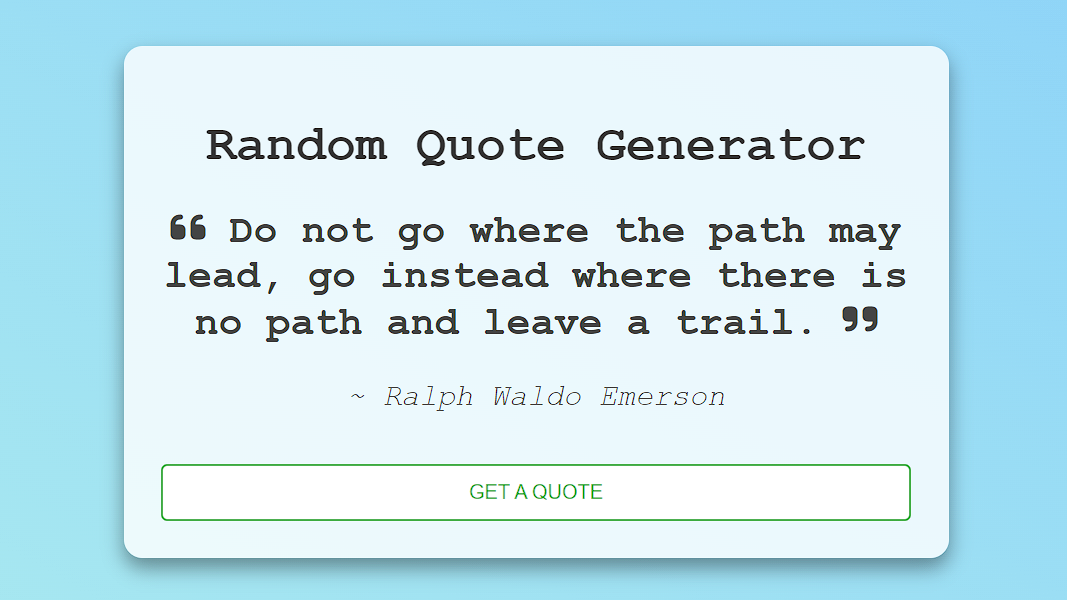 Random Quote Generator
❝ Do not go where the path may
lead, go instead where there is
no path and leave a trail. ❞
~ Ralph Waldo Emerson
GET A QUOTE